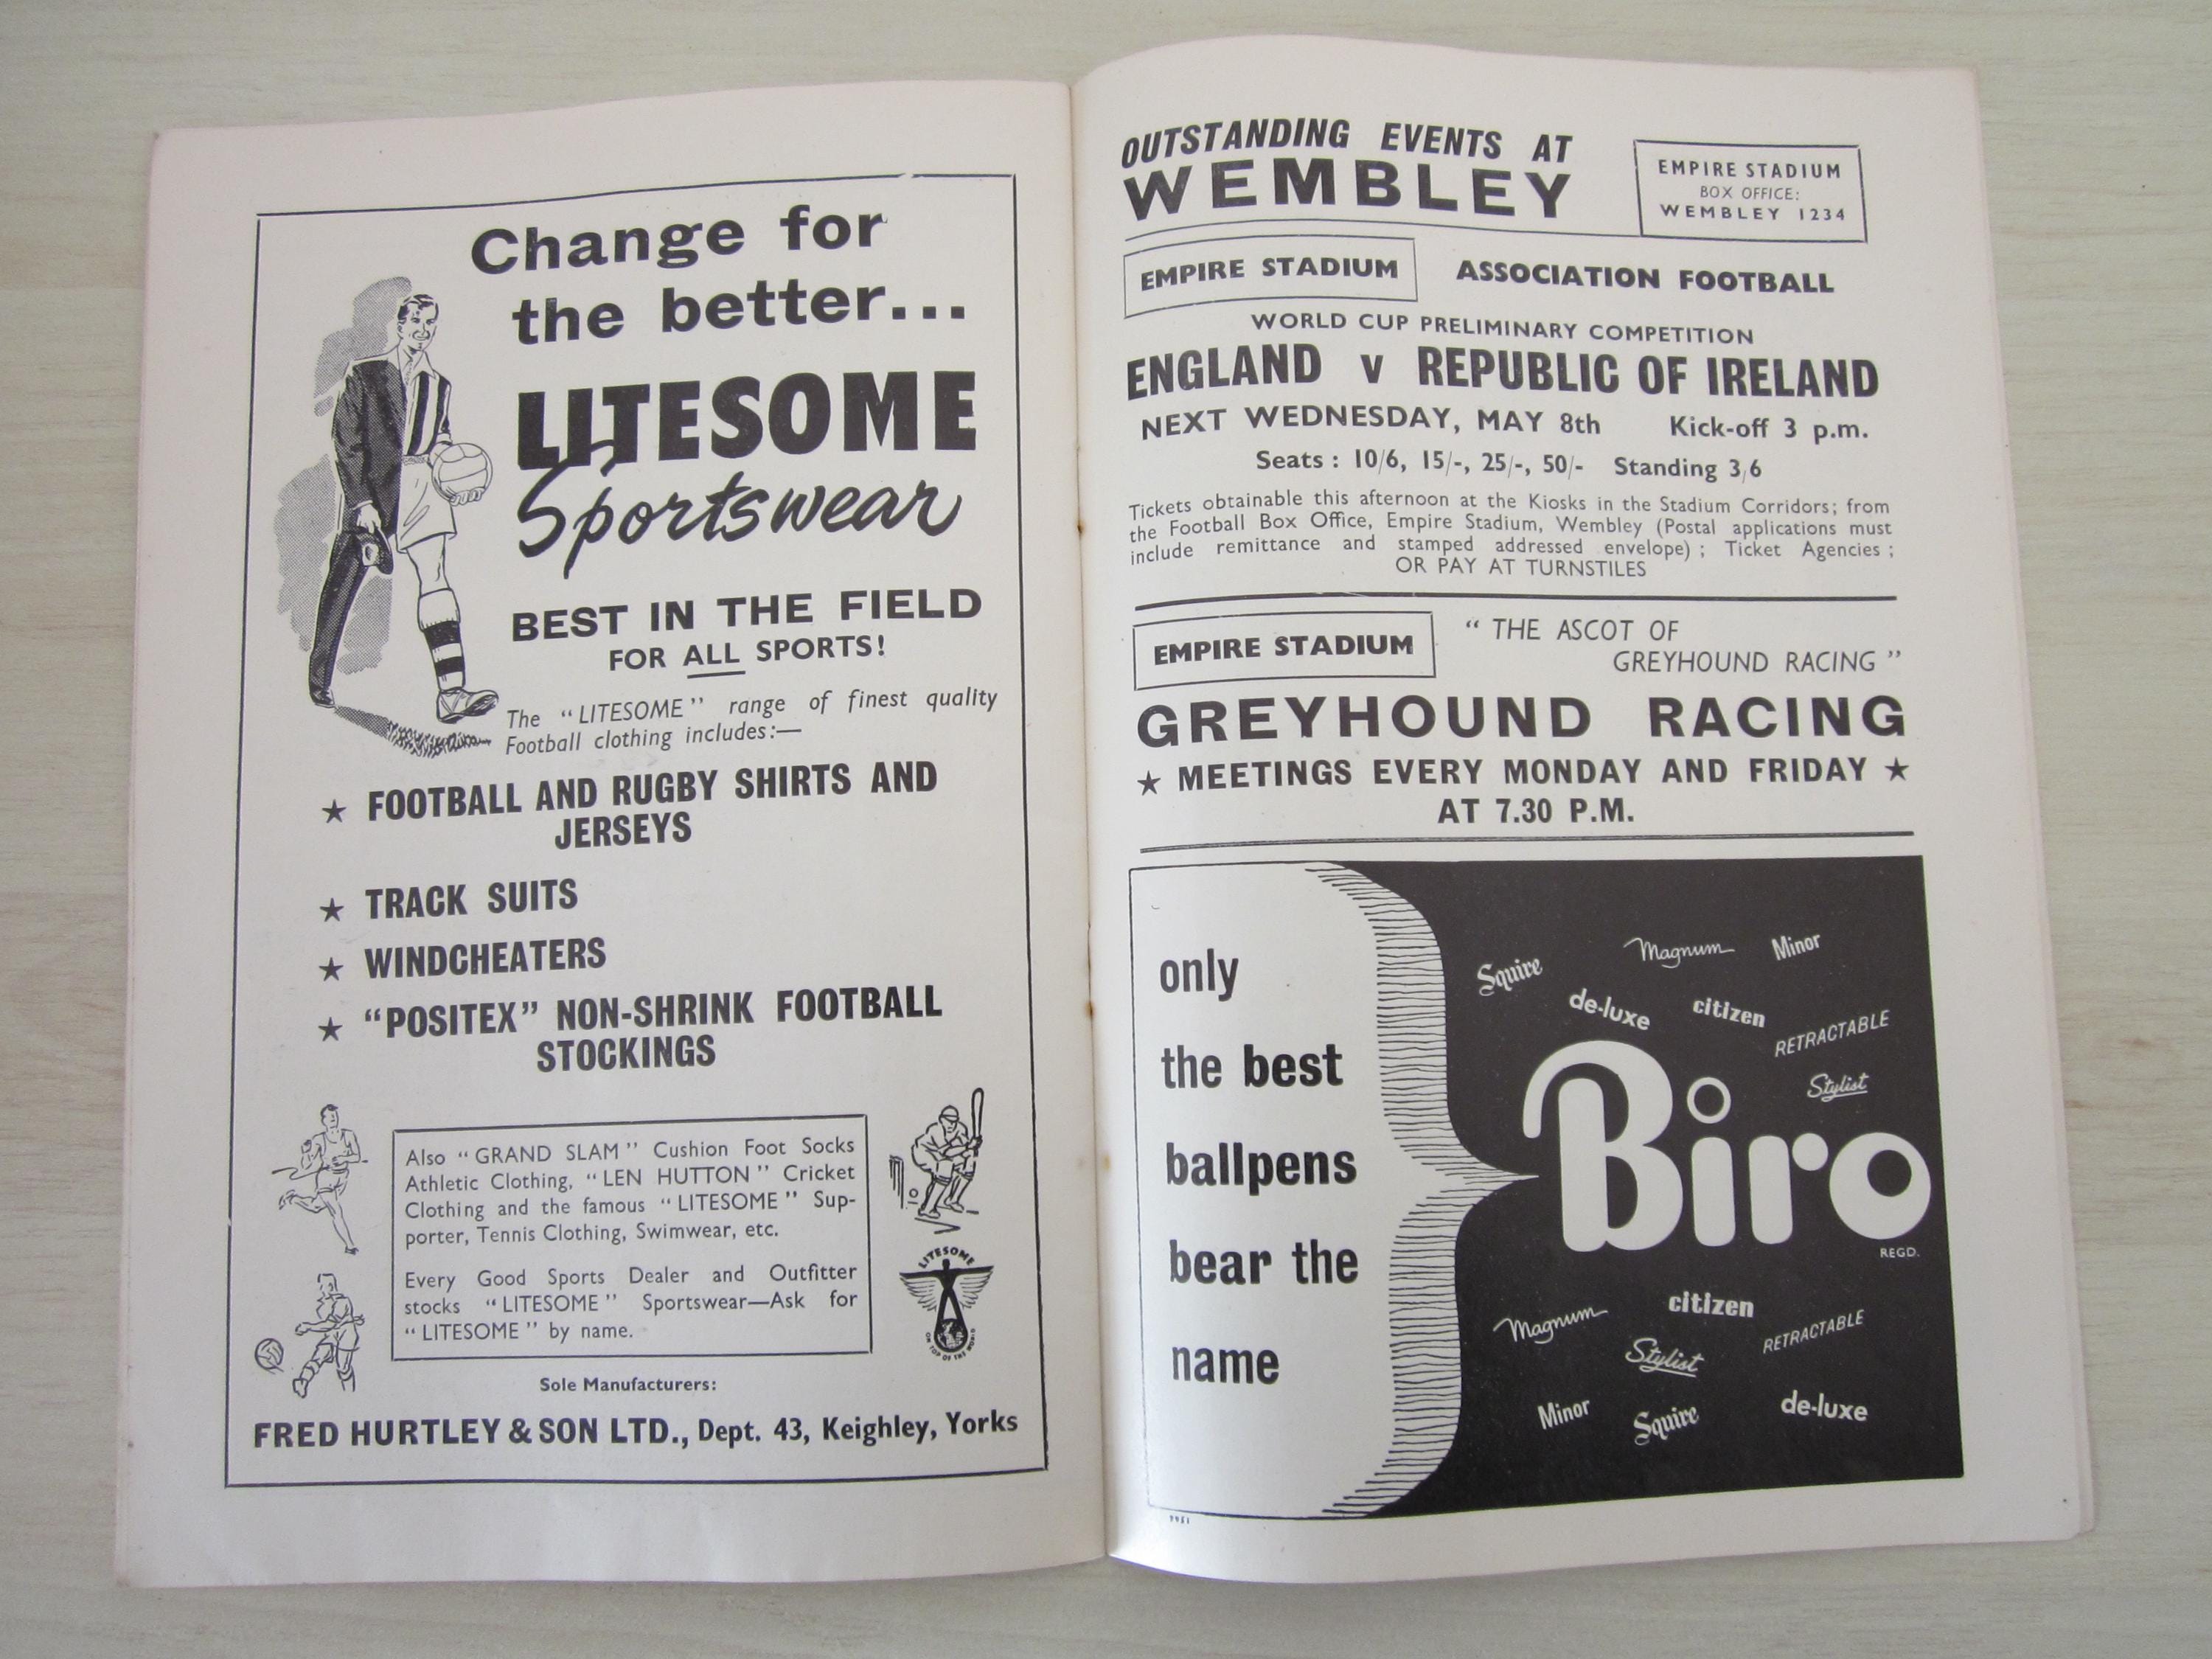 Change for
the better...
LITESOME
Sportswear
BEST IN THE FIELD
FOR ALL SPORTS!
The "LITESOME" range of finest quality
Football clothing includes:—
★ FOOTBALL AND RUGBY SHIRTS AND
JERSEYS
★ TRACK SUITS
★ WINDCHEATERS
★ "POSITEX" NON-SHRINK FOOTBALL
STOCKINGS
Also "GRAND SLAM" Cushion Foot Socks
Athletic Clothing, "LEN HUTTON" Cricket
Clothing and the famous "LITESOME" Sup-
porter, Tennis Clothing, Swimwear, etc.
Every Good Sports Dealer and Outfitter
stocks "LITESOME" Sportswear—Ask for
"LITESOME" by name.
LITESOME
ON TOP OF THE WORLD
Sole Manufacturers:
FRED HURTLEY & SON LTD., Dept. 43, Keighley, Yorks
OUTSTANDING EVENTS AT
WEMBLEY
EMPIRE STADIUM
BOX OFFICE:
WEMBLEY 1234
EMPIRE STADIUM ASSOCIATION FOOTBALL
WORLD CUP PRELIMINARY COMPETITION
ENGLAND v REPUBLIC OF IRELAND
NEXT WEDNESDAY, MAY 8th Kick-off 3 p.m.
Seats : 10/6, 15/-, 25/-, 50/- Standing 3/6
Tickets obtainable this afternoon at the Kiosks in the Stadium Corridors; from
the Football Box Office, Empire Stadium, Wembley (Postal applications must
include remittance and stamped addressed envelope) ; Ticket Agencies ;
OR PAY AT TURNSTILES
EMPIRE STADIUM
"THE ASCOT OF
GREYHOUND RACING"
GREYHOUND RACING
★ MEETINGS EVERY MONDAY AND FRIDAY ★
AT 7.30 P.M.
only
the best
ballpens
bear the
name
Squire Magnum Minor
de-luxe citizen RETRACTABLE
Stylist
Biro
REGD.
Magnum citizen RETRACTABLE
Stylist
Minor Squire de-luxe